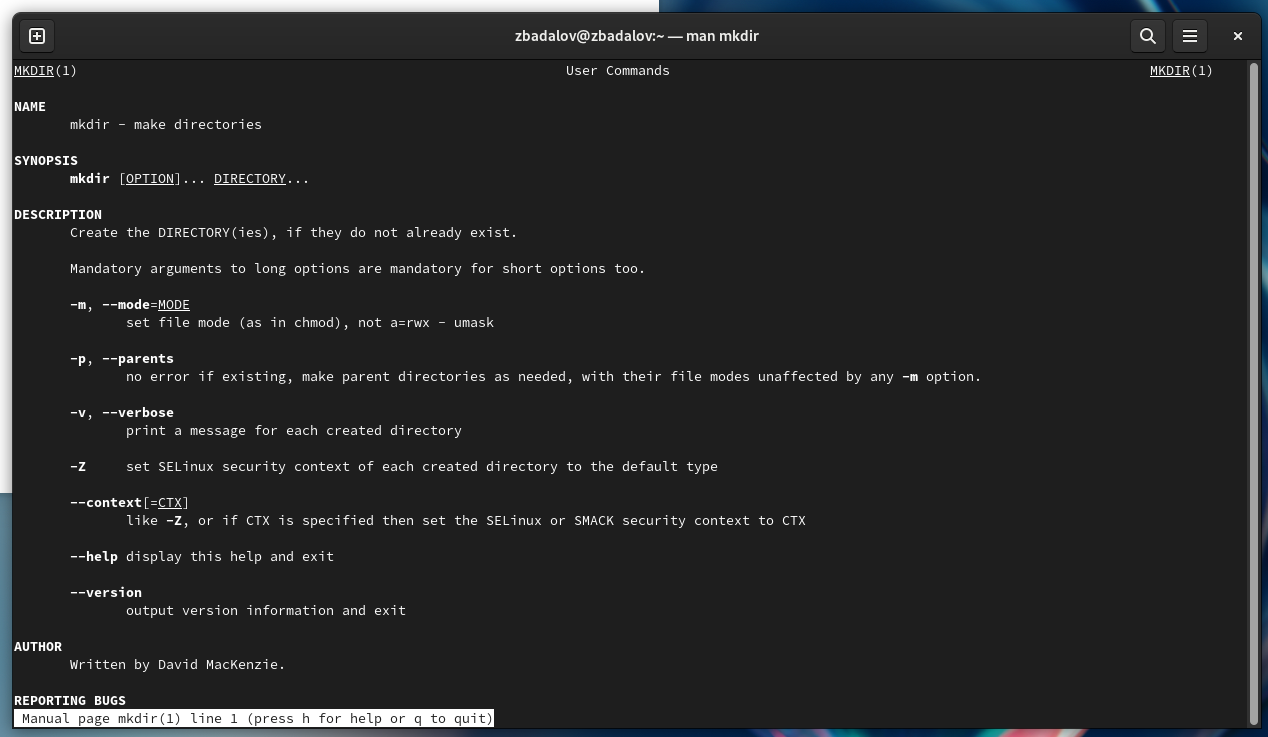 zbadalov@zbadalov:~ — man mkdir
MKDIR(1) User Commands MKDIR(1)
NAME
mkdir - make directories
SYNOPSIS
mkdir [OPTION]... DIRECTORY...
DESCRIPTION
Create the DIRECTORY(ies), if they do not already exist.
Mandatory arguments to long options are mandatory for short options too.
-m, --mode=MODE
set file mode (as in chmod), not a=rwx - umask
-p, --parents
no error if existing, make parent directories as needed, with their file modes unaffected by any -m option.
-v, --verbose
print a message for each created directory
-Z set SELinux security context of each created directory to the default type
--context[=CTX]
like -Z, or if CTX is specified then set the SELinux or SMACK security context to CTX
--help display this help and exit
--version
output version information and exit
AUTHOR
Written by David MacKenzie.
REPORTING BUGS
Manual page mkdir(1) line 1 (press h for help or q to quit)